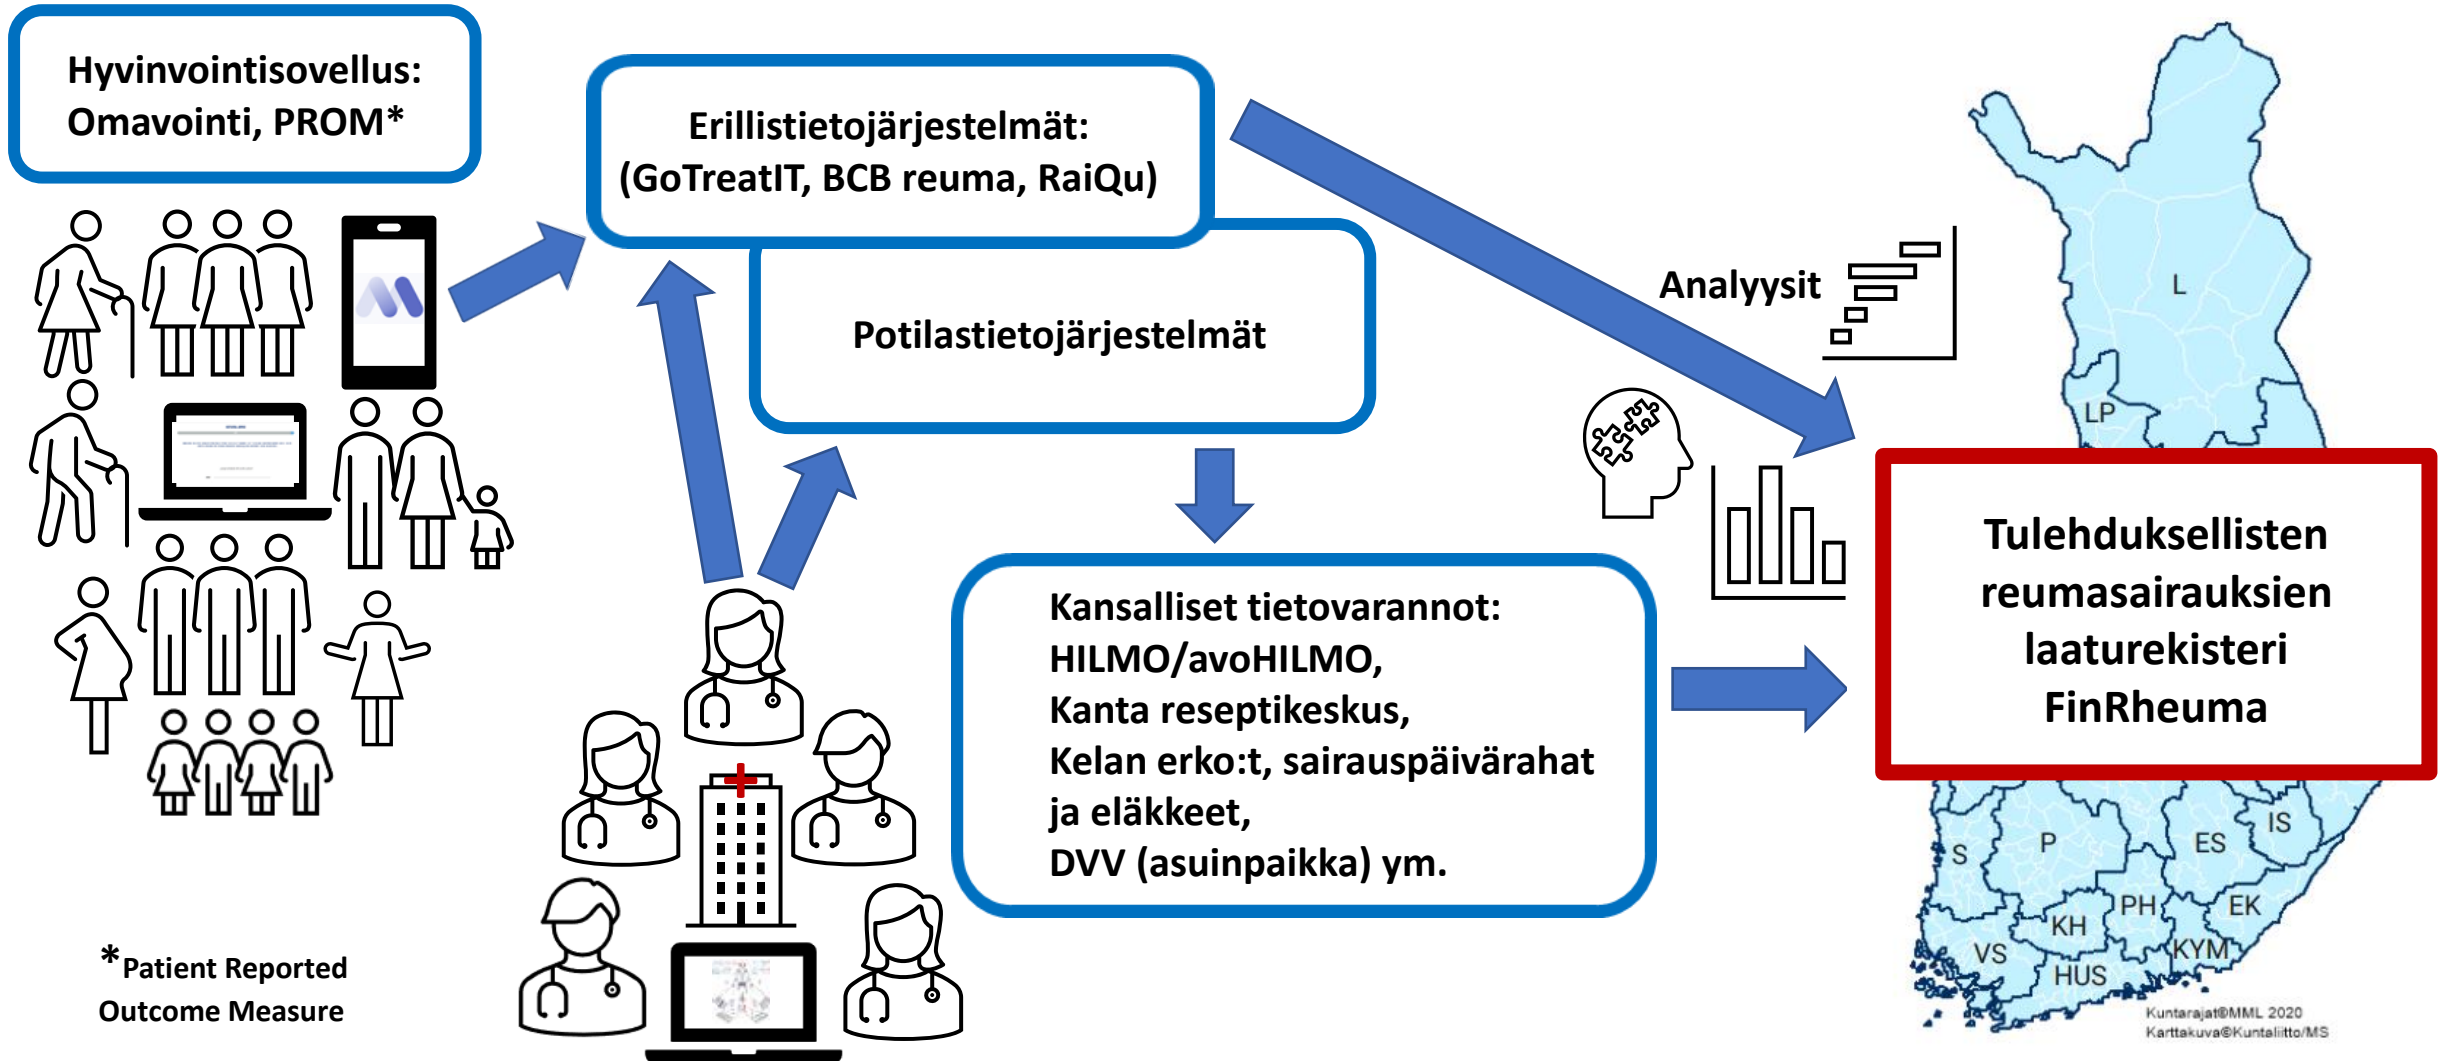 Hyvinvointisovellus:
Omavointi, PROM*
Erillistietojärjestelmät:
(GoTreatIT, BCB reuma, RaiQu)
Potilastietojärjestelmät
Analyysit
Kansalliset tietovarannot:
HILMO/avoHILMO,
Kanta reseptikeskus,
Kelan erko:t, sairauspäivärahat
ja eläkkeet,
DVV (asuinpaikka) ym.
L
LP
Tulehduksellisten
reumasairauksien
laaturekisteri
FinRheuma
S
P
ES
IS
VS
KH
PH
EK
KYM
HUS
Kuntarajat©MML 2020
Karttakuva©Kuntaliitto/MS
*Patient Reported
Outcome Measure